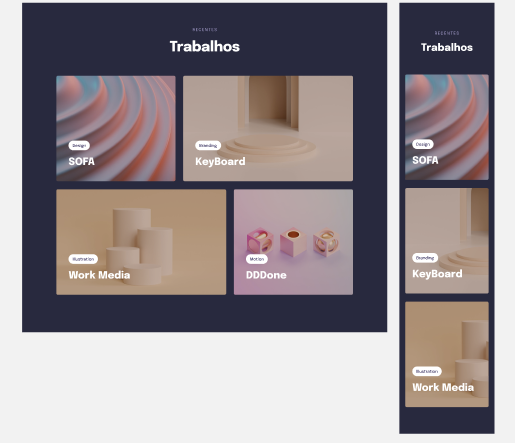 RECENTES
Trabalhos
Design
SOFA
Branding
KeyBoard
Illustration
Work Media
Motion
DDDone
RECENTES
Trabalhos
Design
SOFA
Branding
KeyBoard
Illustration
Work Media